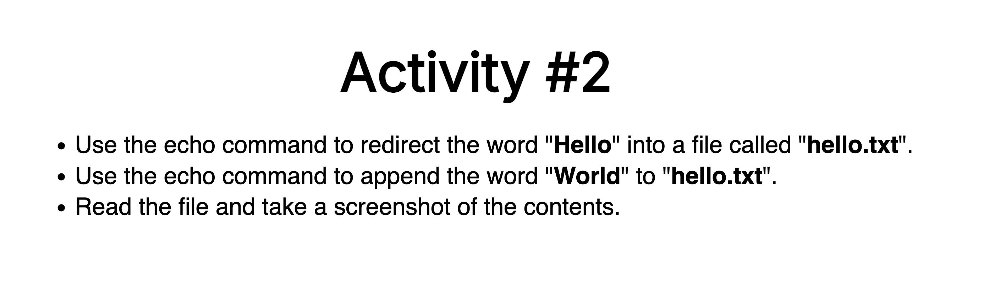 Activity #2
• Use the echo command to redirect the word "Hello" into a file called "hello.txt".
• Use the echo command to append the word "World" to "hello.txt".
• Read the file and take a screenshot of the contents.